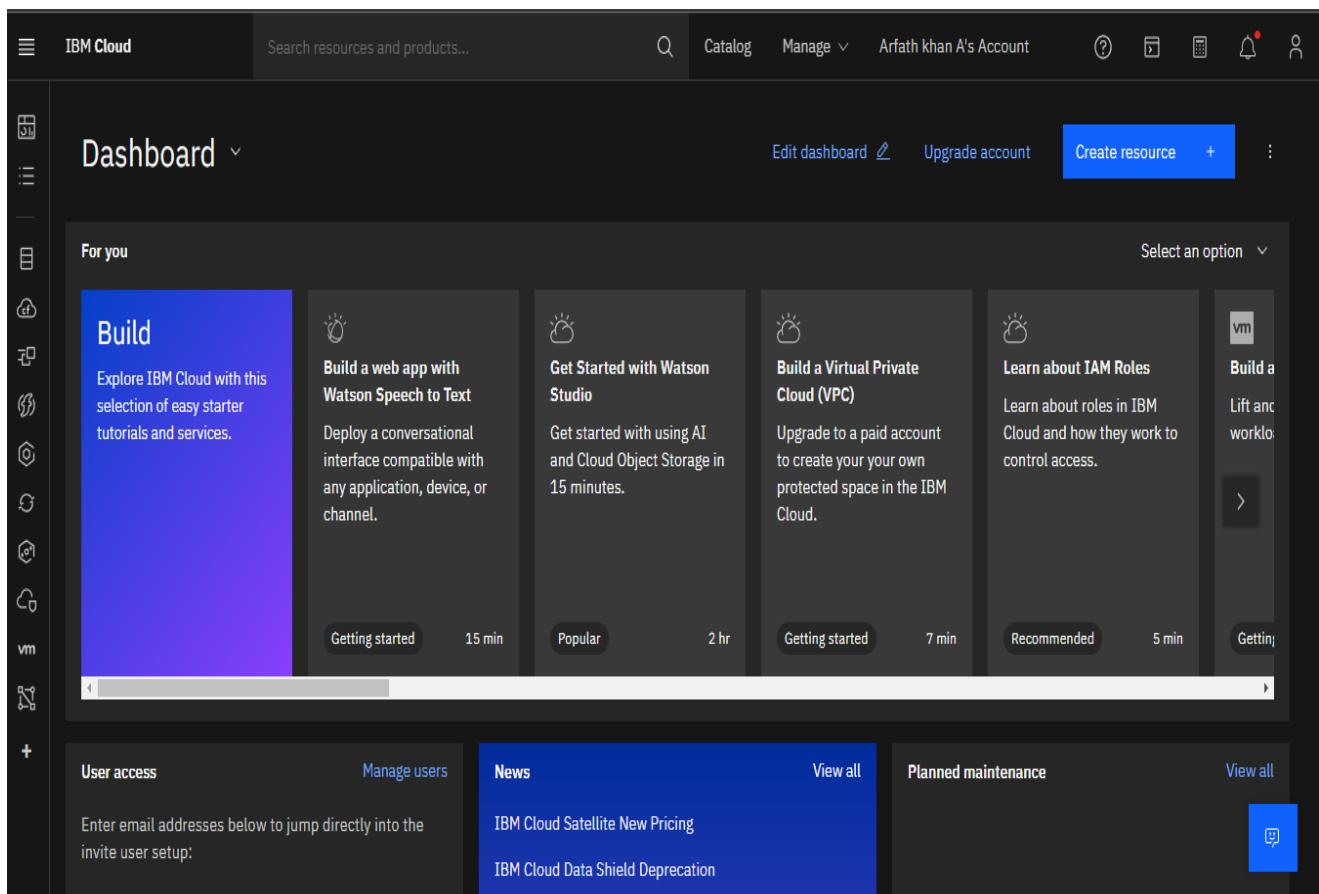 IBM Cloud
Search resources and products...
Catalog
Manage
Arfath khan A's Account
Dashboard
Edit dashboard
Upgrade account
Create resource +
For you
Select an option
Build
Explore IBM Cloud with this
selection of easy starter
tutorials and services.
Build a web app with
Watson Speech to Text
Deploy a conversational
interface compatible with
any application, device, or
channel.
Getting started
15 min
Get Started with Watson
Studio
Get started with using AI
and Cloud Object Storage in
15 minutes.
Popular
2 hr
Build a Virtual Private
Cloud (VPC)
Upgrade to a paid account
to create your your own
protected space in the IBM
Cloud.
Getting started
7 min
Learn about IAM Roles
Learn about roles in IBM
Cloud and how they work to
control access.
Recommended
5 min
vm
Build a
Lift
vm
User access
Manage users
Enter email addresses below to jump directly into the
invite user setup:
News
View all
IBM Cloud Satellite New Pricing
IBM Cloud Data Shield Deprecation
Planned maintenance
View all